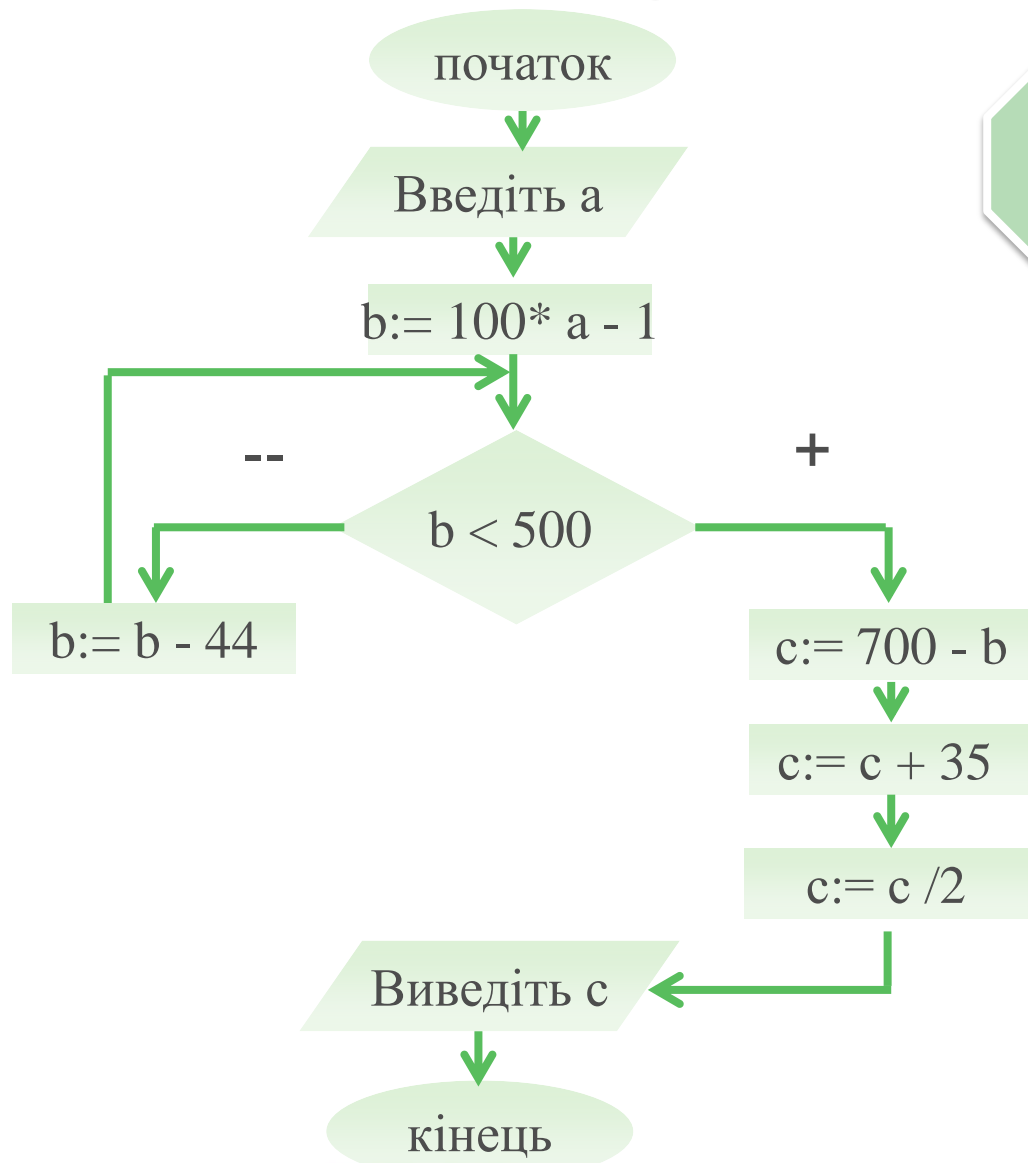 початок
Введіть a
b:= 100* a - 1
--
+
b < 500
b:= b - 44
c:= 700 - b
c:= c + 35
c:= c /2
Виведіть c
кінець